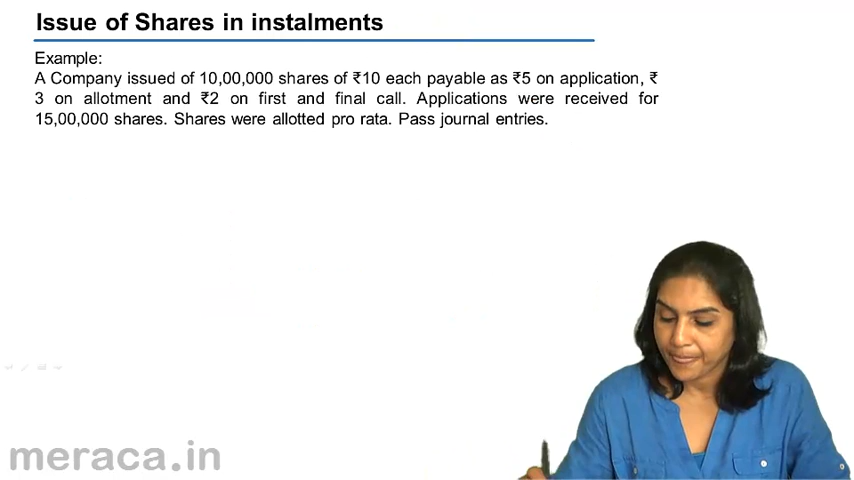 Issue of Shares in instalments
Example:
A Company issued of 10,00,000 shares of ₹10 each payable as ₹5 on application, ₹
3 on allotment and ₹2 on first and final call. Applications were received for
15,00,000 shares. Shares were allotted pro rata. Pass journal entries.
meraca.in